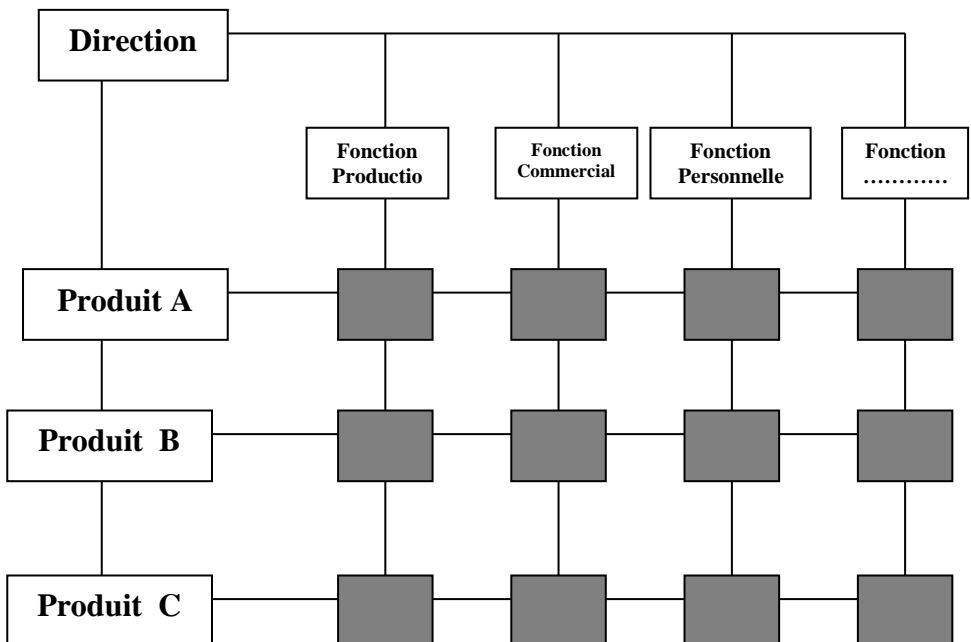 Direction
Fonction
Productio
Fonction
Commercial
Fonction
Personnelle
Fonction
…………
Produit A
Produit B
Produit C